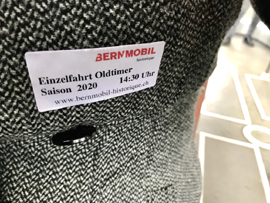 BERNMOBIL
historique
Einzelfahrt Oldtimer
Saison 2020 14:30 Uhr
www.bernmobil-historique.ch